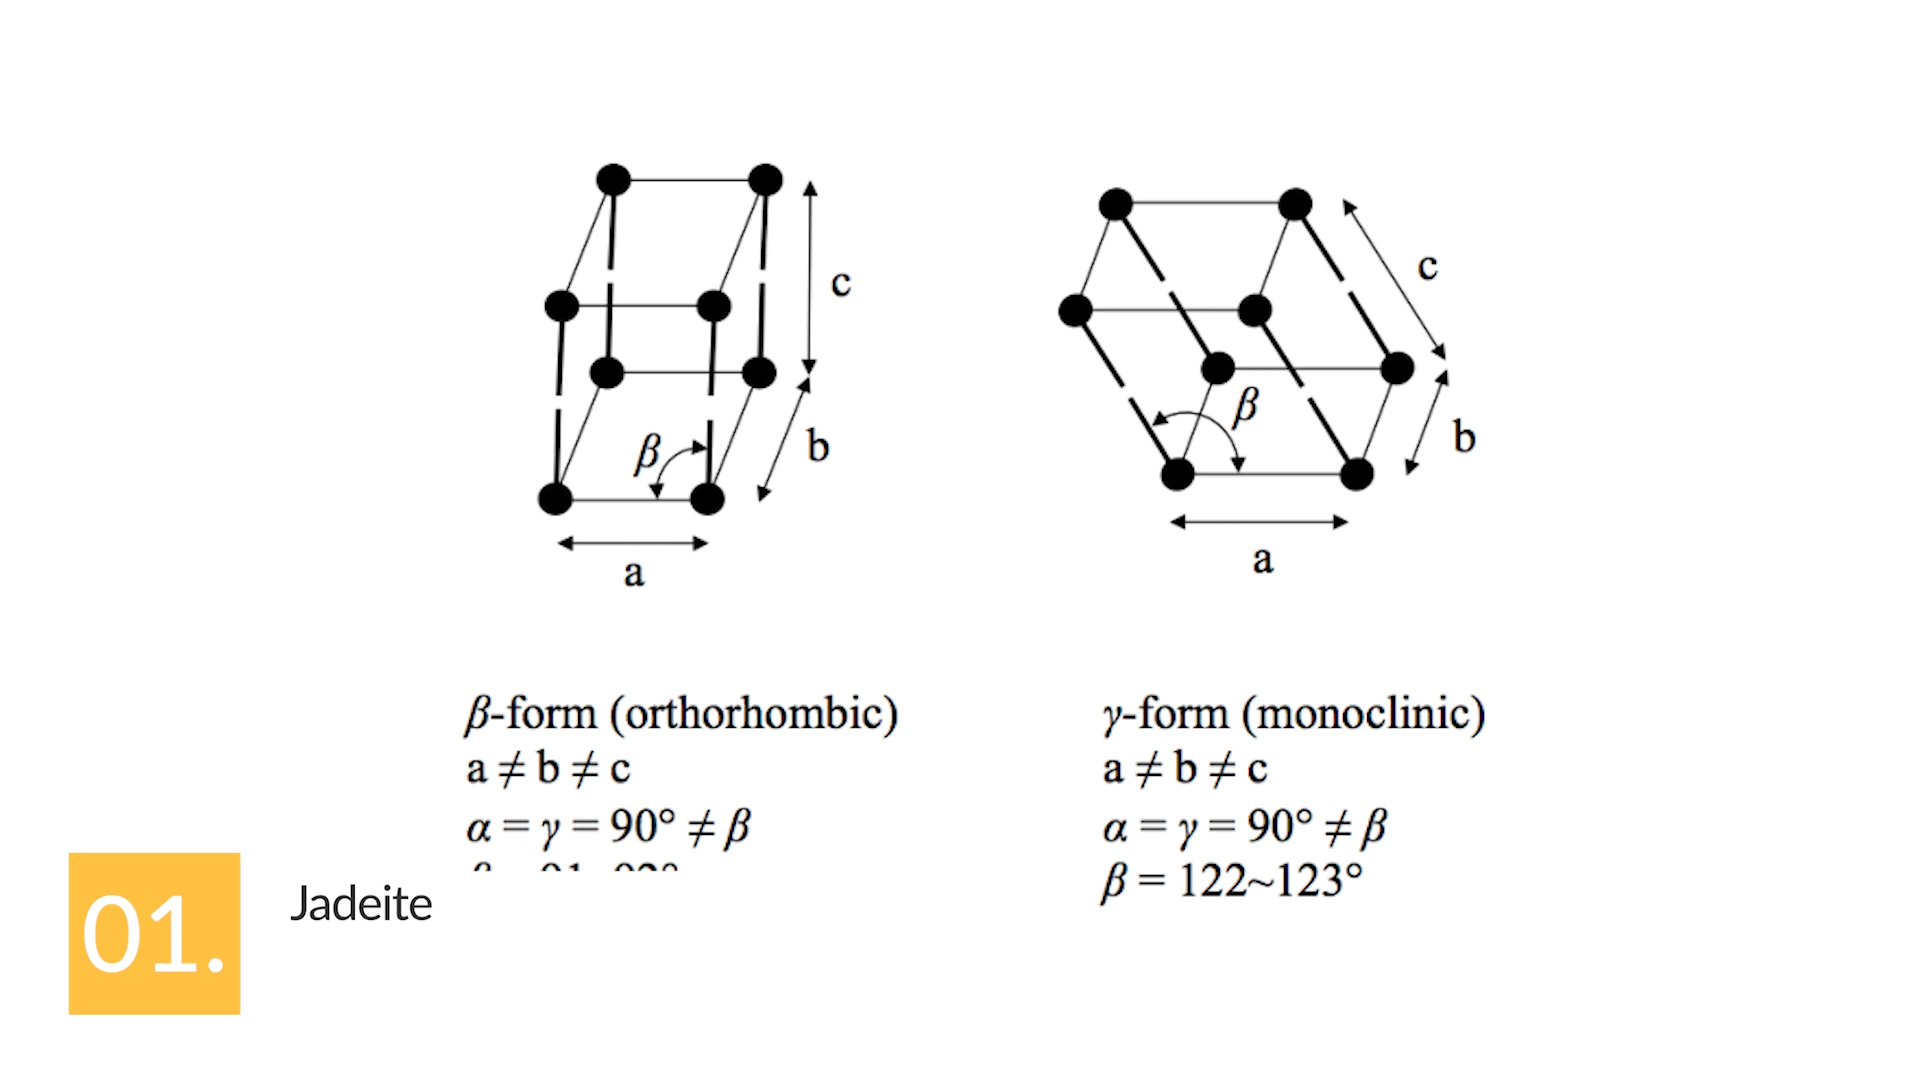 c
β
b
a
c
β
b
a
β-form (orthorhombic)
a ≠ b ≠ c
α = γ = 90° ≠ β
γ-form (monoclinic)
a ≠ b ≠ c
α = γ = 90° ≠ β
β = 122~123°
01.
Jadeite